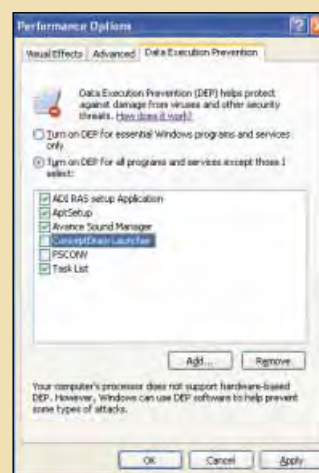 Performance Options
Visual Effects
Advanced
Data Execution Prevention
Data Execution Prevention (DEP) helps protect
against damage from viruses and other security
threats. How does it work?
Turn on DEP for essential Windows programs and services
only
Turn on DEP for all programs and services except those I
select:
ADI RAS setup Application
AptSetup
Avance Sound Manager
ConceptDraw Launcher
PSCONV
Task List
Add...
Remove
Your computer's processor does not support hardware-based
DEP. However, Windows can use DEP software to help prevent
some types of attacks.
OK
Cancel
Apply